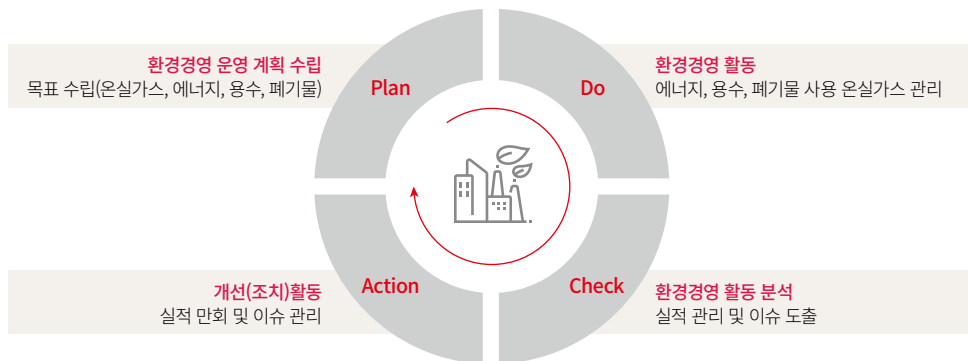 환경경영 운영 계획 수립
목표 수립(온실가스, 에너지, 용수, 폐기물)
Plan
Do
환경경영 활동
에너지, 용수, 폐기물 사용 온실가스 관리
개선(조치)활동
실적 만회 및 이슈 관리
Action
Check
환경경영 활동 분석
실적 관리 및 이슈 도출